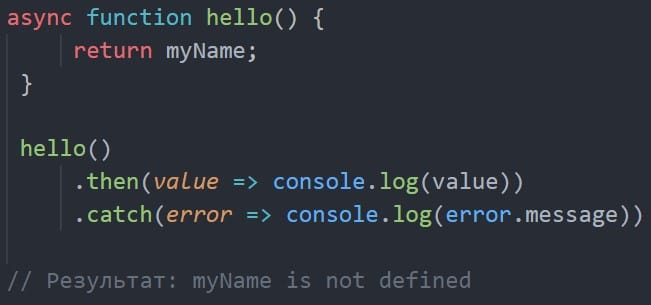 async function hello() {
return myName;
}
hello()
.then(value => console.log(value))
.catch(error => console.log(error.message))
// Результат: myName is not defined